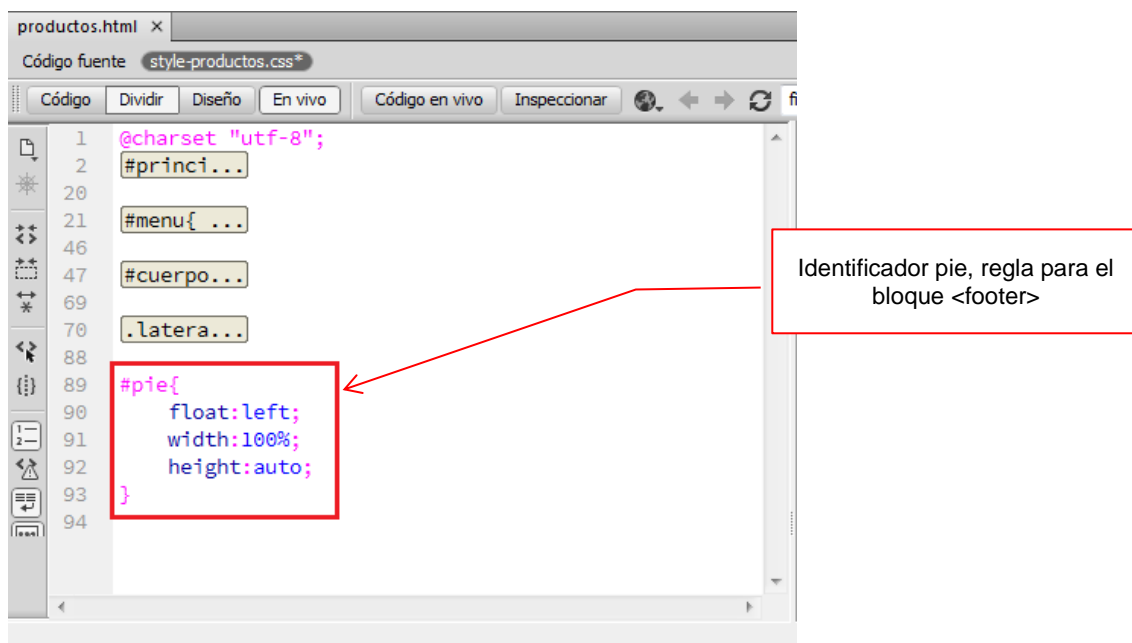 productos.html ×
Código fuente style-productos.css*
Código Dividir Diseño En vivo Código en vivo Inspeccionar
1 @charset "utf-8";
2 #princi...
20
21 #menu{ ...
46
47 #cuerpo...
69
70 .latera...
88
89 #pie{
90 float:left;
91 width:100%;
92 height:auto;
93 }
94
Identificador pie, regla para el
bloque <footer>